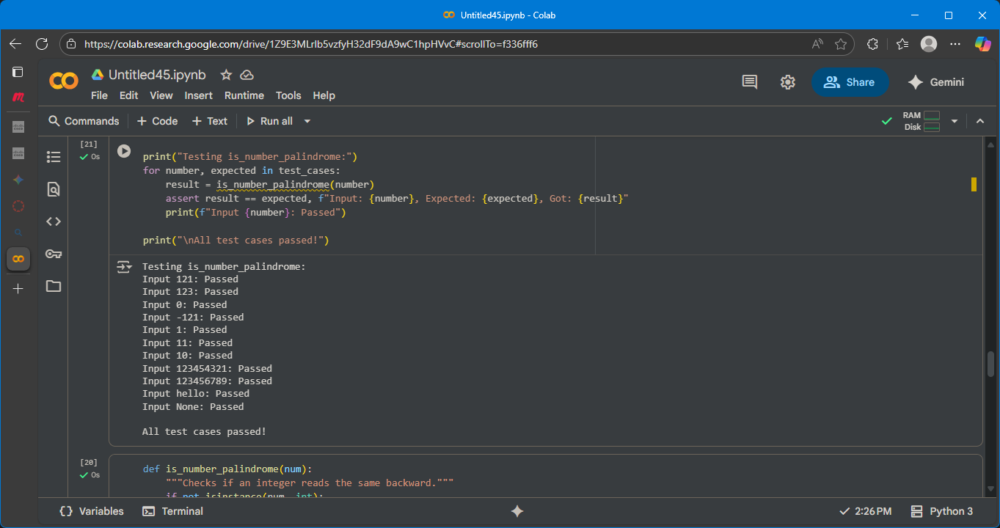 Untitled45.ipynb - Colab
https://colab.research.google.com/drive/1Z9E3MLrlb5vzfyH32dF9dA9wC1hpHVvC#scrollTo=f336fff6
Untitled45.ipynb
File Edit View Insert Runtime Tools Help
Share
Gemini
Commands + Code + Text Run all
RAM
Disk
[21]
0s
print("Testing is_number_palindrome:")
for number, expected in test_cases:
    result = is_number_palindrome(number)
    assert result == expected, f"Input: {number}, Expected: {expected}, Got: {result}"
    print(f"Input {number}: Passed")
print("\nAll test cases passed!")
Testing is_number_palindrome:
Input 121: Passed
Input 123: Passed
Input 0: Passed
Input -121: Passed
Input 1: Passed
Input 11: Passed
Input 10: Passed
Input 123454321: Passed
Input 123456789: Passed
Input hello: Passed
Input None: Passed
All test cases passed!
[20]
0s
def is_number_palindrome(num):
    """Checks if an integer reads the same backward."""
    if not isinstance(num, int):
Variables Terminal 2:26 PM Python 3